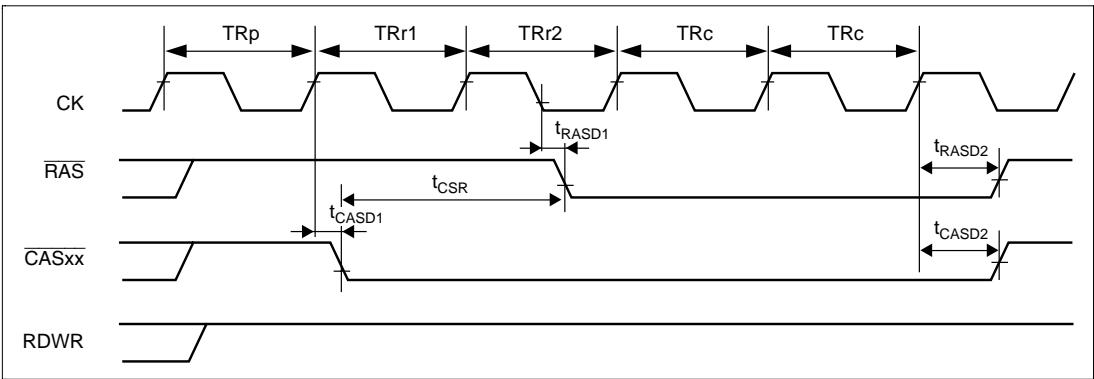 TRp TRr1 TRr2 TRc TRc
CK
tRASD1
RAS
tRASD2
tCSR
tCASD1
CASxx
tCASD2
RDWR